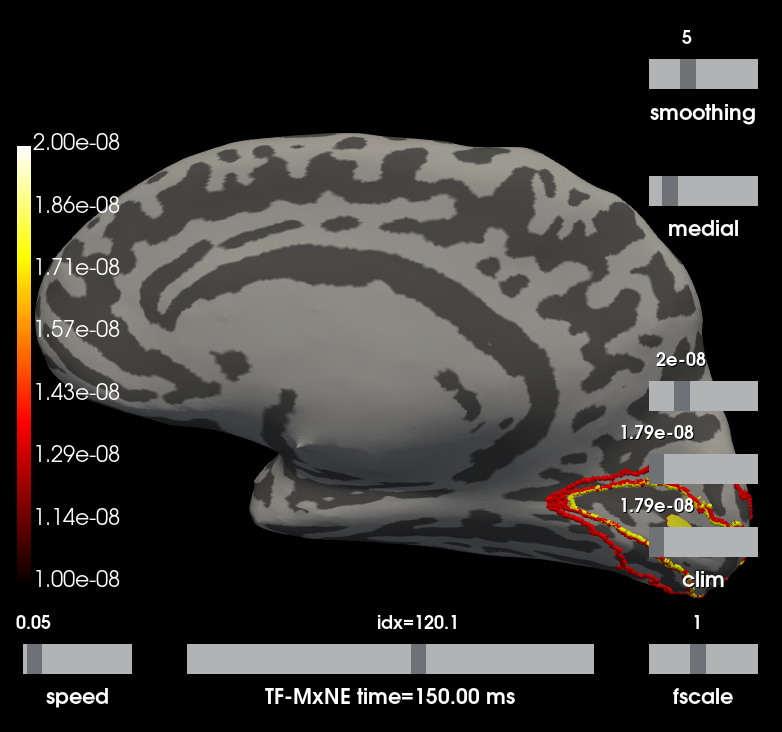 5
smoothing
2.00e-08
1.86e-08
medial
1.71e-08
1.57e-08
2e-08
1.43e-08
1.79e-08
1.29e-08
1.79e-08
1.14e-08
1.00e-08
clim
0.05
idx=120.1
1
speed
TF-MxNE time=150.00 ms
fscale